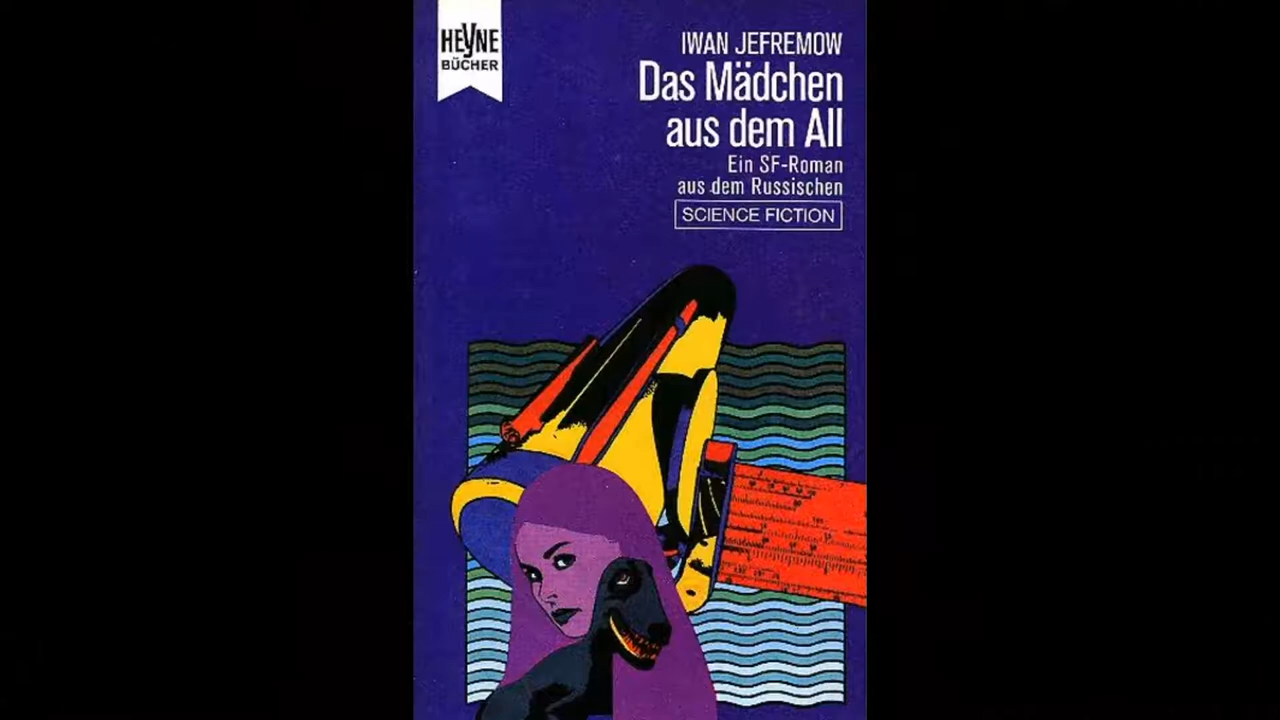 HEYNE
BÜCHER
IWAN JEFREMOW
Das Mädchen
aus dem All
Ein SF-Roman
aus dem Russischen
SCIENCE FICTION